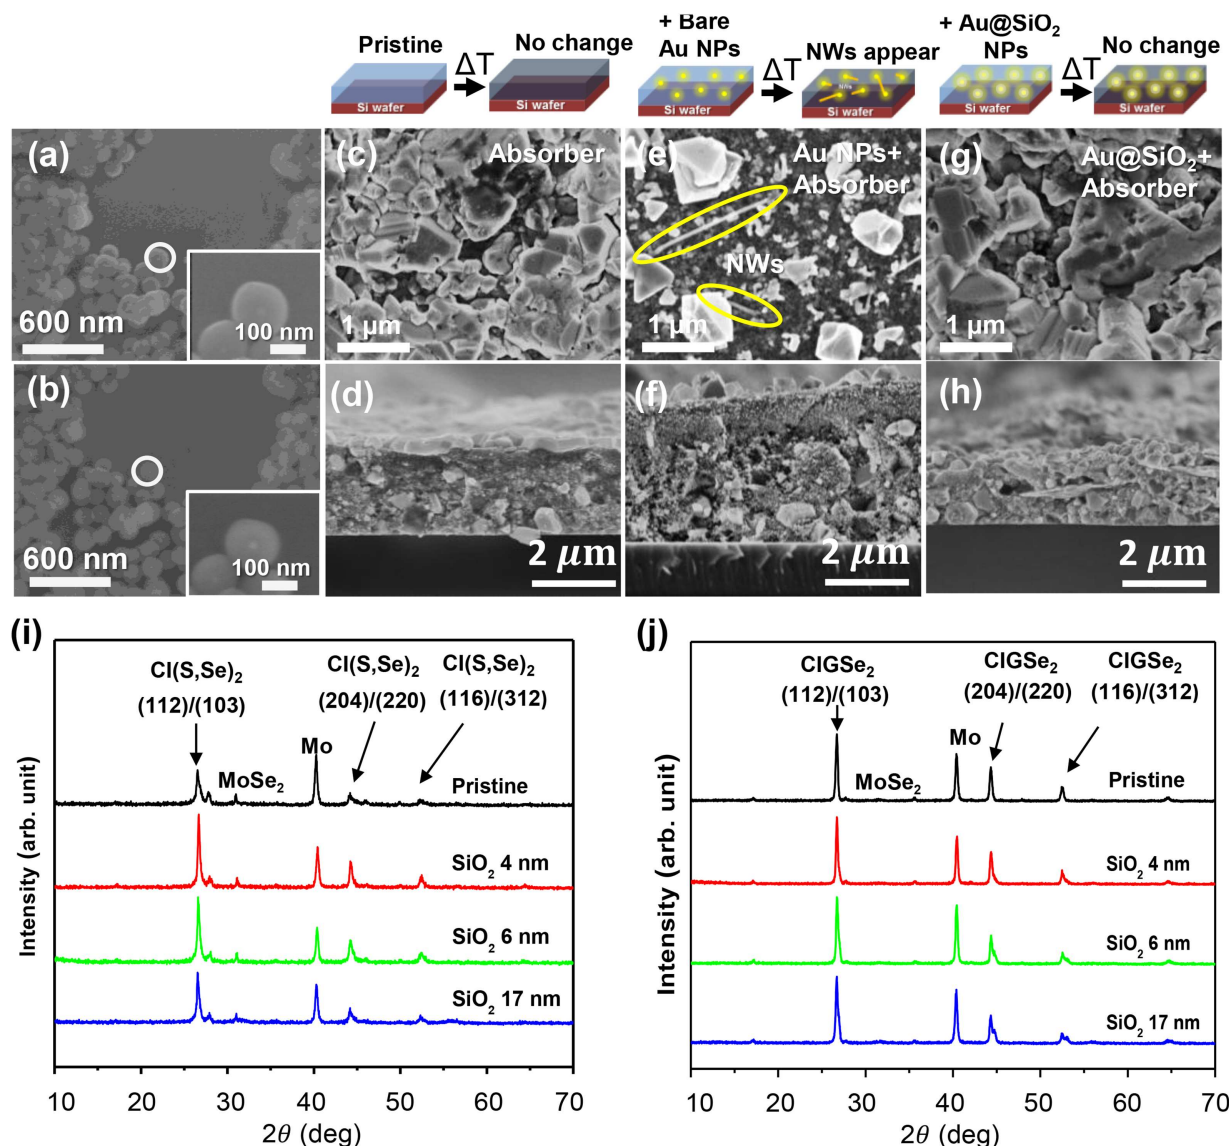 Pristine
ΔT
No change
Si wafer
Si wafer
+ Bare
Au NPs
ΔT
NWs appear
NWs
Si wafer
Si wafer
+ Au@SiO₂
NPs
ΔT
No change
Si wafer
Si wafer
(a)
600 nm
100 nm
(b)
600 nm
100 nm
(c)
Absorber
1 µm
(d)
2 µm
(e)
Au NPs+
Absorber
NWs
1 µm
(f)
2 µm
(g)
Au@SiO₂+
Absorber
1 µm
(h)
2 µm
(i)
CI(S,Se)₂
(112)/(103)
CI(S,Se)₂
(204)/(220)
CI(S,Se)₂
(116)/(312)
MoSe₂
Mo
Pristine
SiO₂ 4 nm
SiO₂ 6 nm
SiO₂ 17 nm
Intensity (arb. unit)
10 20 30 40 50 60 70
2θ (deg)
(j)
CIGSe₂
(112)/(103)
CIGSe₂
(204)/(220)
CIGSe₂
(116)/(312)
MoSe₂
Mo
Pristine
SiO₂ 4 nm
SiO₂ 6 nm
SiO₂ 17 nm
Intensity (arb. unit)
10 20 30 40 50 60 70
2θ (deg)